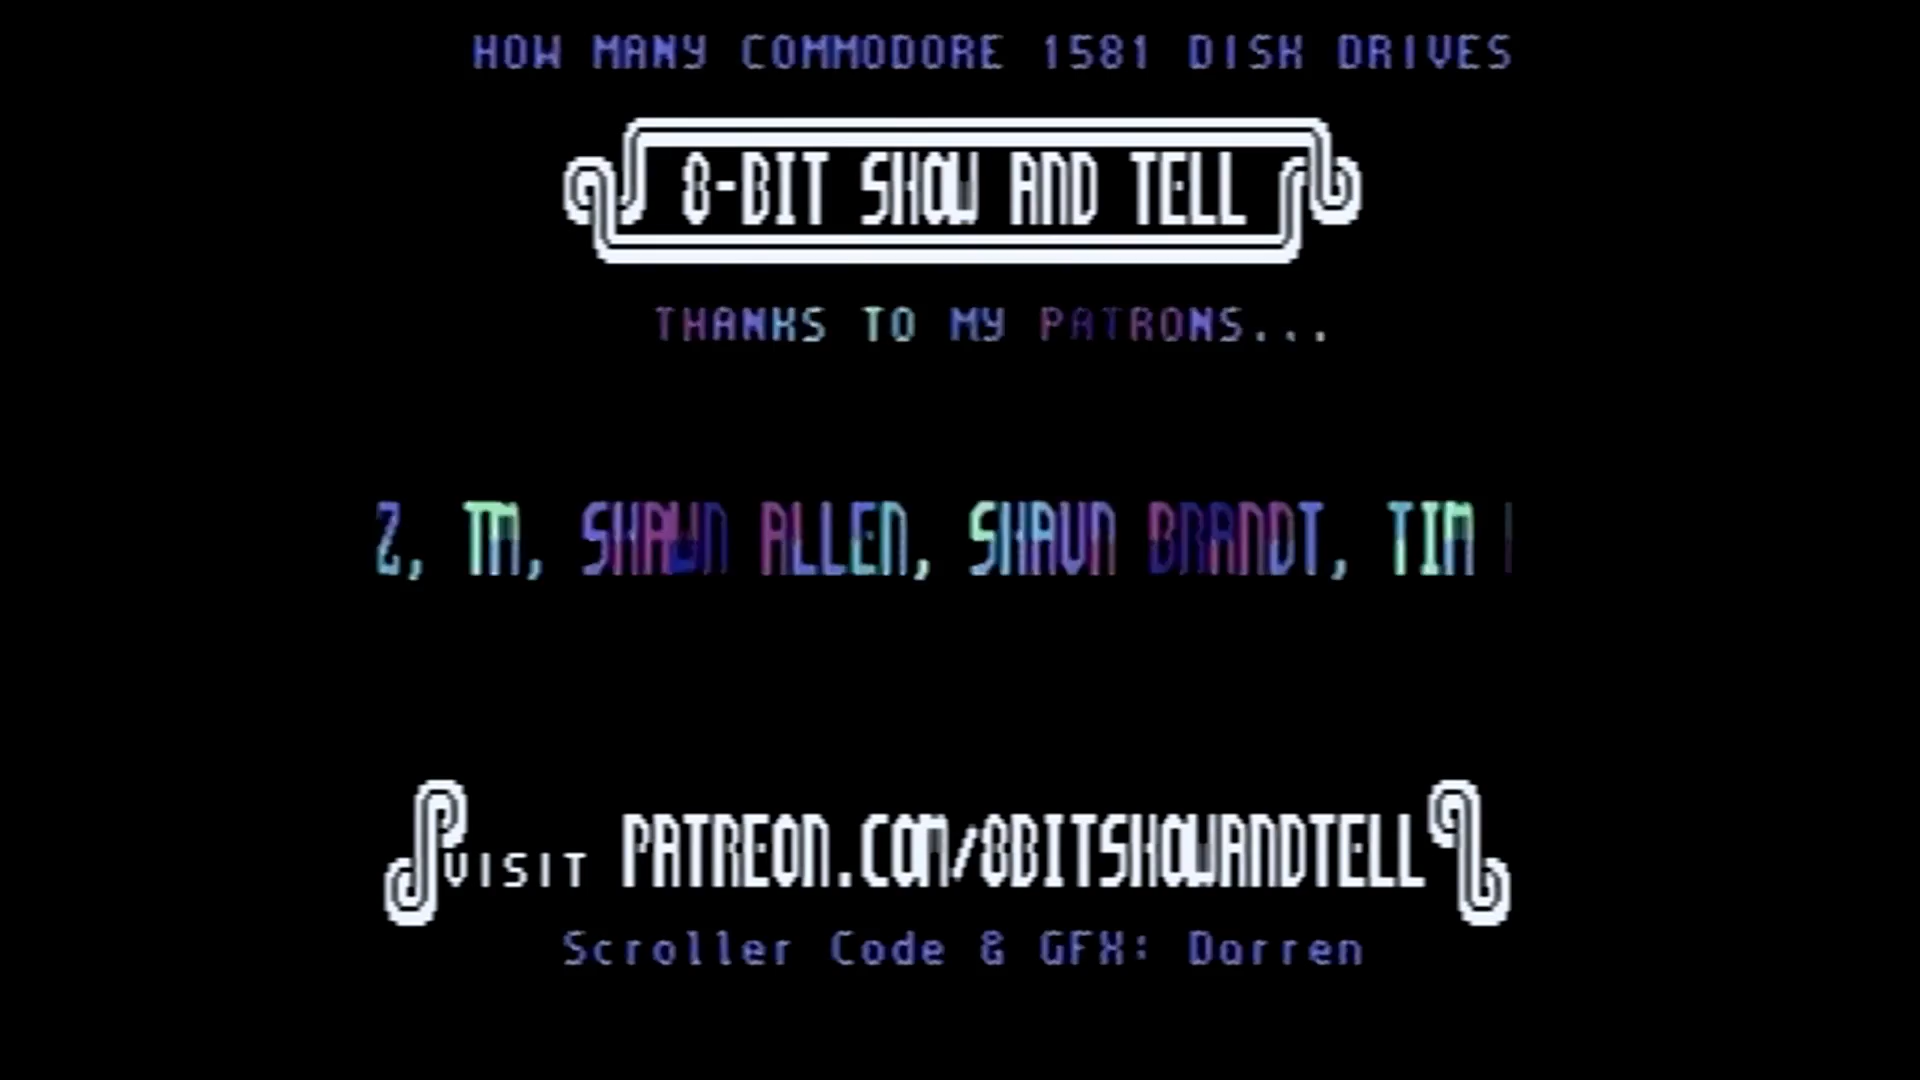 HOW MANY COMMODORE 1581 DISK DRIVES
8-BIT SHOW AND TELL
THANKS TO MY PATRONS...
Z, TM, SHAWN ALLEN, SHAUN BRANDT, TIM
VISIT PATREON.COM/8BITSHOWANDTELL
Scroller Code & GFX: Darren